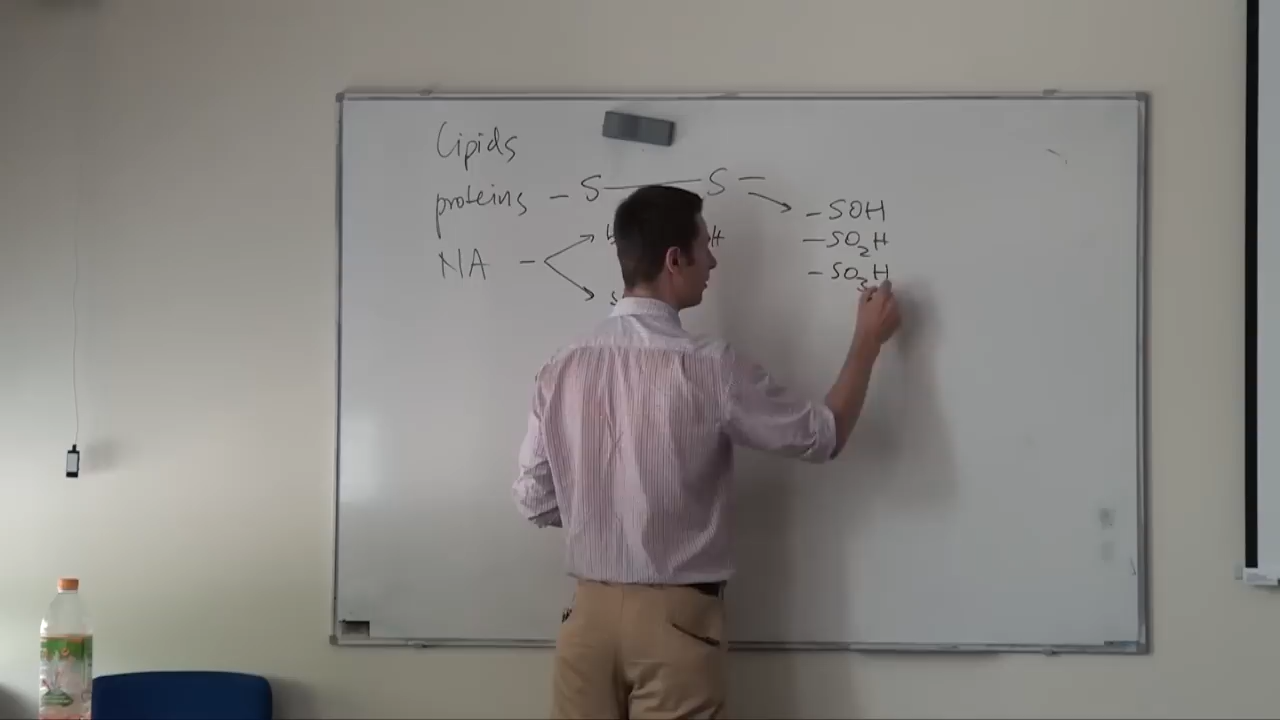 Lipids
proteins – S — S –
– SOH
– SO₂H
– SO₃H
NA –